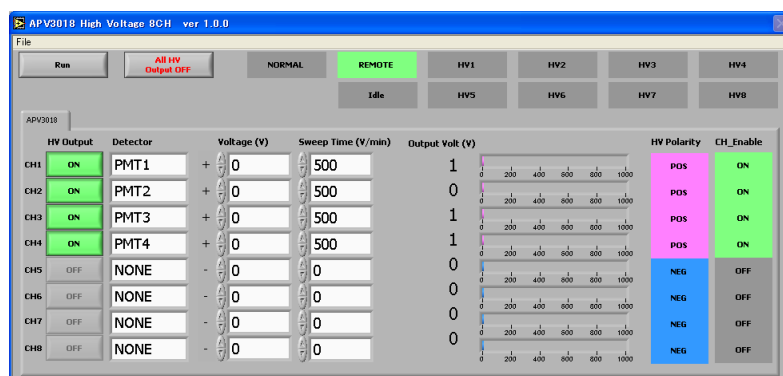 APV3018 High Voltage 8CH ver 1.0.0
File
Run All HV Output OFF NORMAL REMOTE HV1 HV2 HV3 HV4
Idle HV5 HV6 HV7 HV8
APV3018
HV Output Detector Voltage (V) Sweep Time (V/min) Output Volt (V) HV Polarity CH_Enable
CH1 ON PMT1 + 0 500 1 0 200 400 600 800 1000 POS ON
CH2 ON PMT2 + 0 500 0 0 200 400 600 800 1000 POS ON
CH3 ON PMT3 + 0 500 1 0 200 400 600 800 1000 POS ON
CH4 ON PMT4 + 0 500 1 0 200 400 600 800 1000 POS ON
CH5 OFF NONE - 0 0 0 0 200 400 600 800 1000 NEG OFF
CH6 OFF NONE - 0 0 0 0 200 400 600 800 1000 NEG OFF
CH7 OFF NONE - 0 0 0 0 200 400 600 800 1000 NEG OFF
CH8 OFF NONE - 0 0 0 0 200 400 600 800 1000 NEG OFF